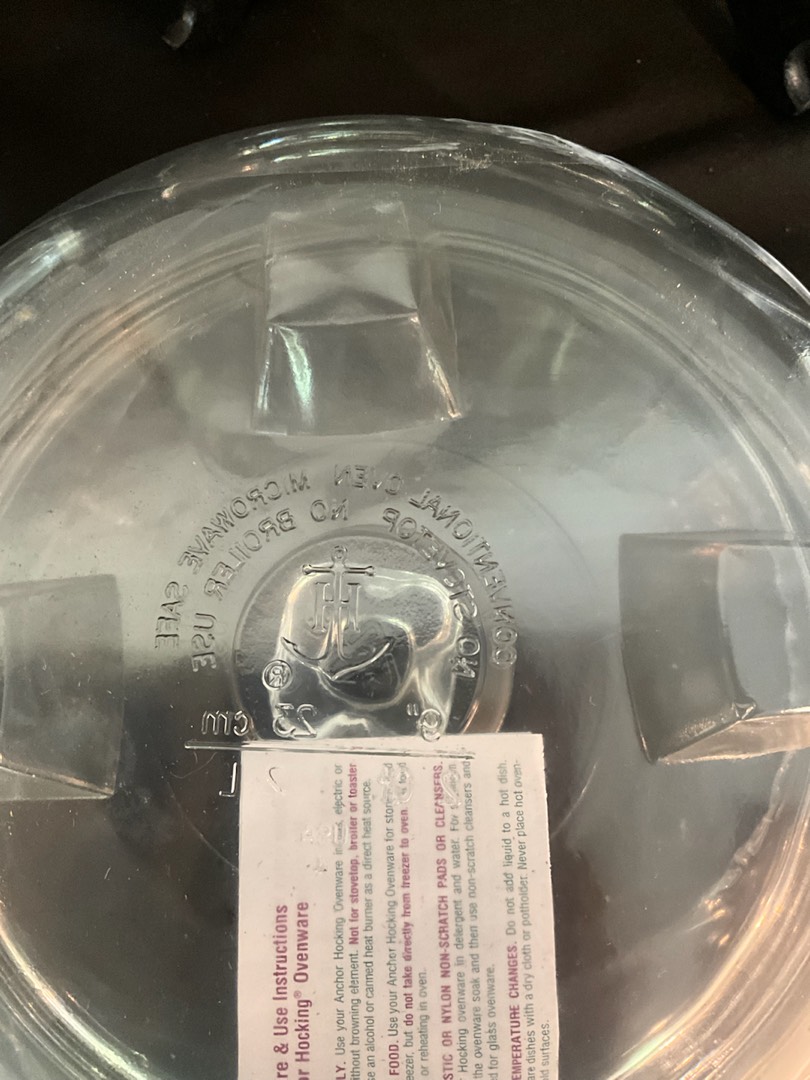 CONVENTIONAL OVEN MICROWAVE SAFE
NO STOVETOP NO BROILER USE
®
9" 23 cm
re & Use Instructions
or Hocking® Ovenware
LY. Use your Anchor Hocking Ovenware electric or
ithout browning element. Not for stovetop, broiler or toaster
se an alcohol or canned heat burner as a direct heat source.
FOOD. Use your Anchor Hocking Ovenware for
eezer, but do not take directly from freezer to oven.
or reheating in oven.
STIC OR NYLON NON-SCRATCH PADS OR CLEANSERS.
Hocking ovenware in detergent and water. For
the ovenware soak and then use non-scratch cleansers and
d for glass ovenware.
EMPERATURE CHANGES. Do not add liquid to a hot dish.
are dishes with a dry cloth or potholder. Never place hot oven-
ld surfaces.